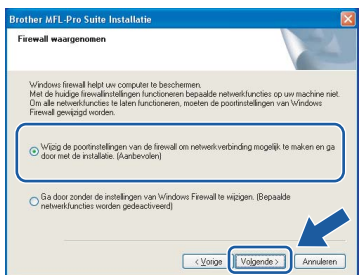 Brother MFL-Pro Suite Installatie
Firewall waargenomen
Windows firewall helpt uw computer te beschermen.
Met de huidige firewallinstellingen functioneren bepaalde netwerkfuncties op uw machine niet.
Om alle netwerkfuncties te laten functioneren, moeten de poortinstellingen van Windows
Firewall gewijzigd worden.
Wijzig de poortinstellingen van de firewall om netwerkverbinding mogelijk te maken en ga
door met de installatie. (Aanbevolen)
Ga door zonder de instellingen van Windows Firewall te wijzigen. (Bepaalde
netwerkfuncties worden gedeactiveerd)
< Vorige
Volgende >
Annuleren